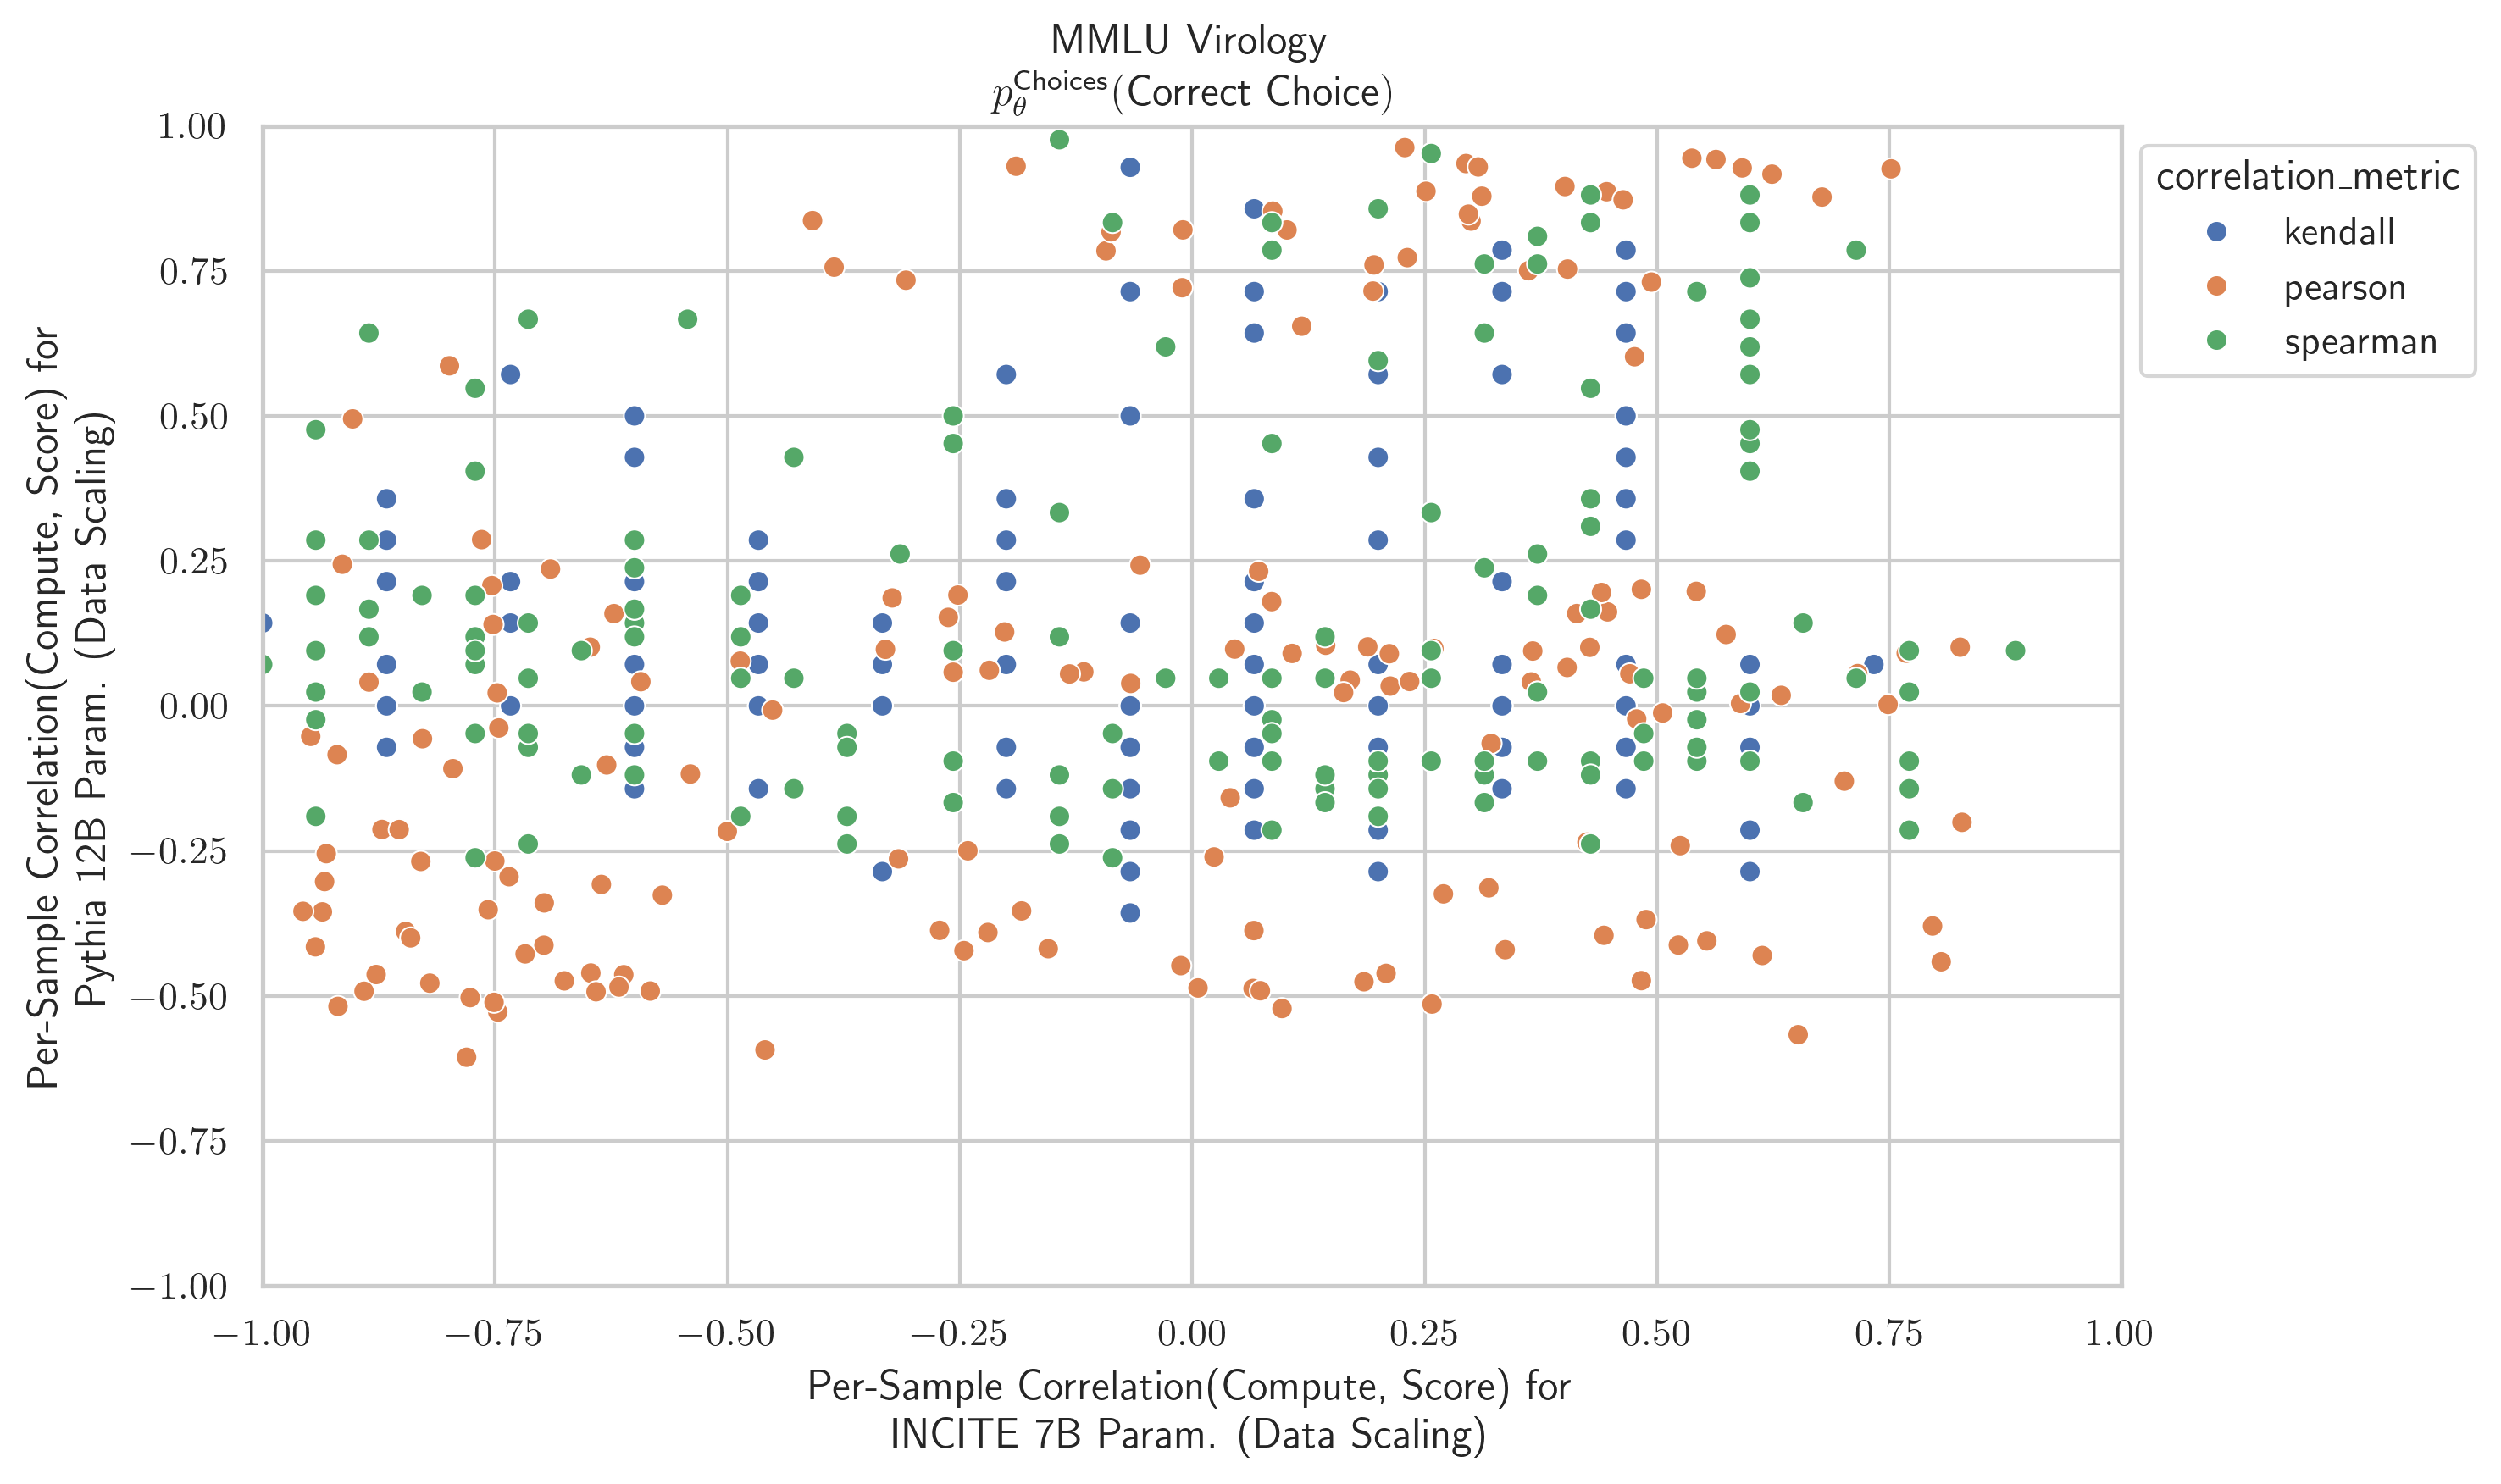 MMLU Virology
p_θ^Choices(Correct Choice)
Per-Sample Correlation(Compute, Score) for
Pythia 12B Param. (Data Scaling)
1.00
0.75
0.50
0.25
0.00
−0.25
−0.50
−0.75
−1.00
−1.00 −0.75 −0.50 −0.25 0.00 0.25 0.50 0.75 1.00
Per-Sample Correlation(Compute, Score) for
INCITE 7B Param. (Data Scaling)
correlation_metric
kendall
pearson
spearman